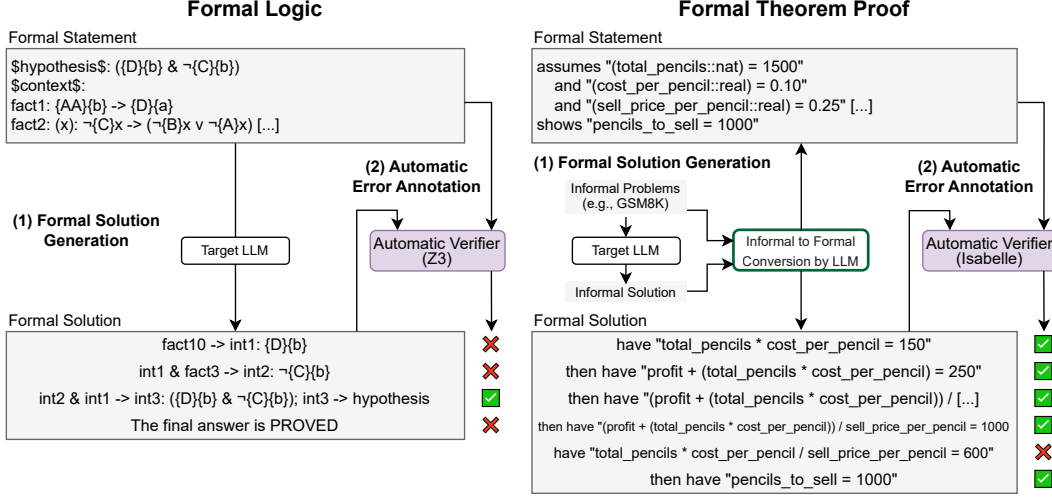 Formal Logic
Formal Statement
$hypothesis$: ({D}{b} & ¬{C}{b})
$context$:
fact1: {AA}{b} -> {D}{a}
fact2: (x): ¬{C}x -> (¬{B}x v ¬{A}x) [...]
(2) Automatic
Error Annotation
(1) Formal Solution
Generation
Target LLM
Automatic Verifier
(Z3)
Formal Solution
fact10 -> int1: {D}{b}
int1 & fact3 -> int2: ¬{C}{b}
int2 & int1 -> int3: ({D}{b} & ¬{C}{b}); int3 -> hypothesis
The final answer is PROVED
Formal Theorem Proof
Formal Statement
assumes "(total_pencils::nat) = 1500"
and "(cost_per_pencil::real) = 0.10"
and "(sell_price_per_pencil::real) = 0.25" [...]
shows "pencils_to_sell = 1000"
(1) Formal Solution Generation
(2) Automatic
Error Annotation
Informal Problems
(e.g., GSM8K)
Target LLM
Informal Solution
Informal to Formal
Conversion by LLM
Automatic Verifier
(Isabelle)
Formal Solution
have "total_pencils * cost_per_pencil = 150"
then have "profit + (total_pencils * cost_per_pencil) = 250"
then have "(profit + (total_pencils * cost_per_pencil)) / [...]
then have "(profit + (total_pencils * cost_per_pencil)) / sell_price_per_pencil = 1000
have "total_pencils * cost_per_pencil / sell_price_per_pencil = 600"
then have "pencils_to_sell = 1000"